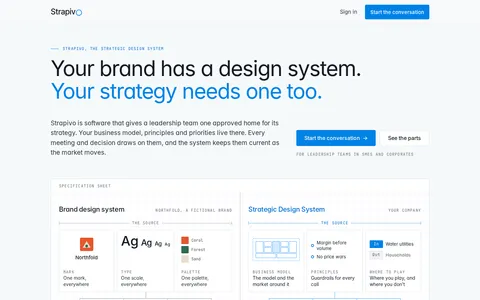 Strapivo
Sign in
Start the conversation
STRAPIVO, THE STRATEGIC DESIGN SYSTEM
Your brand has a design system.
Your strategy needs one too.
Strapivo is software that gives a leadership team one approved home for its
strategy. Your business model, principles and priorities live there. Every
meeting and decision draws on them, and the system keeps them current as
the market moves.
Start the conversation →
See the parts
FOR LEADERSHIP TEAMS IN SMES AND CORPORATES
SPECIFICATION SHEET
Brand design system
NORTHFOLD, A FICTIONAL BRAND
THE SOURCE
Northfold
MARK
One mark,
everywhere
Ag Ag Ag Ag
TYPE
One scale,
everywhere
Coral
Forest
Sand
PALETTE
One palette,
everywhere
Strategic Design System
YOUR COMPANY
THE SOURCE
BUSINESS MODEL
The model and the
market around it
Margin before
volume
No price wars
PRINCIPLES
Guardrails for every
call
In
Water utilities
Out
Households
WHERE TO PLAY
Where you play, and
where you don't